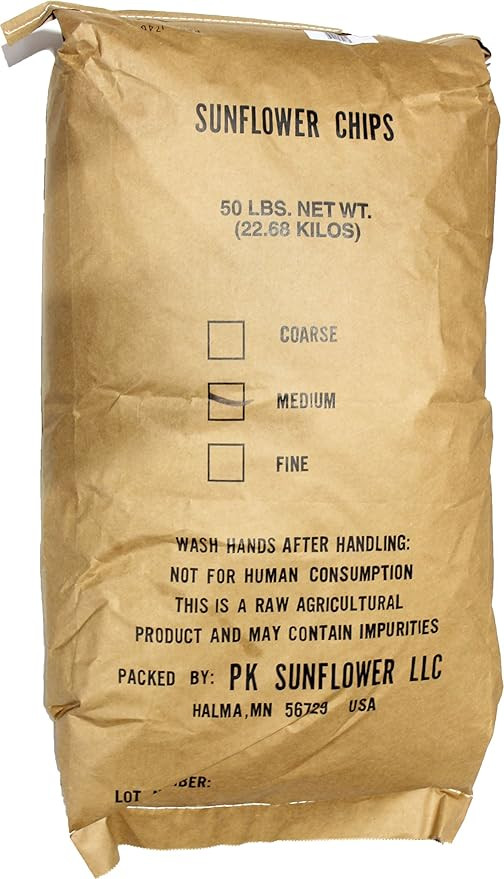 SUNFLOWER CHIPS
50 LBS. NET WT.
(22.68 KILOS)
COARSE
MEDIUM
FINE
WASH HANDS AFTER HANDLING:
NOT FOR HUMAN CONSUMPTION
THIS IS A RAW AGRICULTURAL
PRODUCT AND MAY CONTAIN IMPURITIES
PACKED BY: PK SUNFLOWER LLC
HALMA, MN 56729 USA
LOT